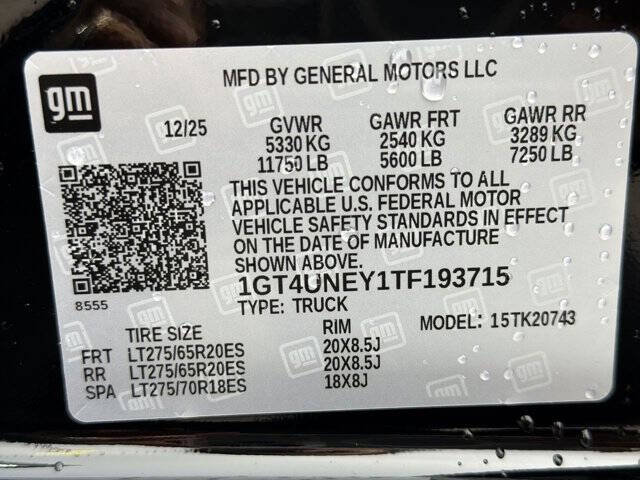 MFD BY GENERAL MOTORS LLC
gm
12/25
GVWR GAWR FRT GAWR RR
5330 KG 2540 KG 3289 KG
11750 LB 5600 LB 7250 LB
THIS VEHICLE CONFORMS TO ALL
APPLICABLE U.S. FEDERAL MOTOR
VEHICLE SAFETY STANDARDS IN EFFECT
ON THE DATE OF MANUFACTURE
SHOWN ABOVE.
8555
1GT4UNEY1TF193715
TYPE: TRUCK
MODEL: 15TK20743
TIRE SIZE RIM
FRT LT275/65R20ES 20X8.5J
RR LT275/65R20ES 20X8.5J
SPA LT275/70R18ES 18X8J